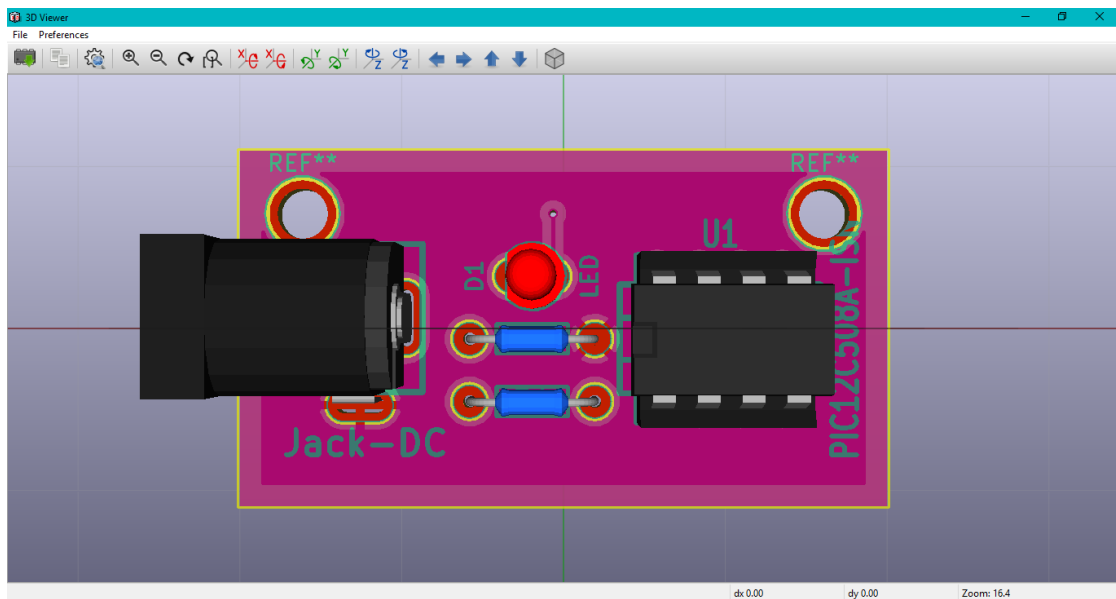 3D Viewer
File Preferences
X X Y Y Z Z
REF**
REF**
U1
D1
LED
PIC12C508A-IS
Jack-DC
dx 0.00 dy 0.00 Zoom: 16.4